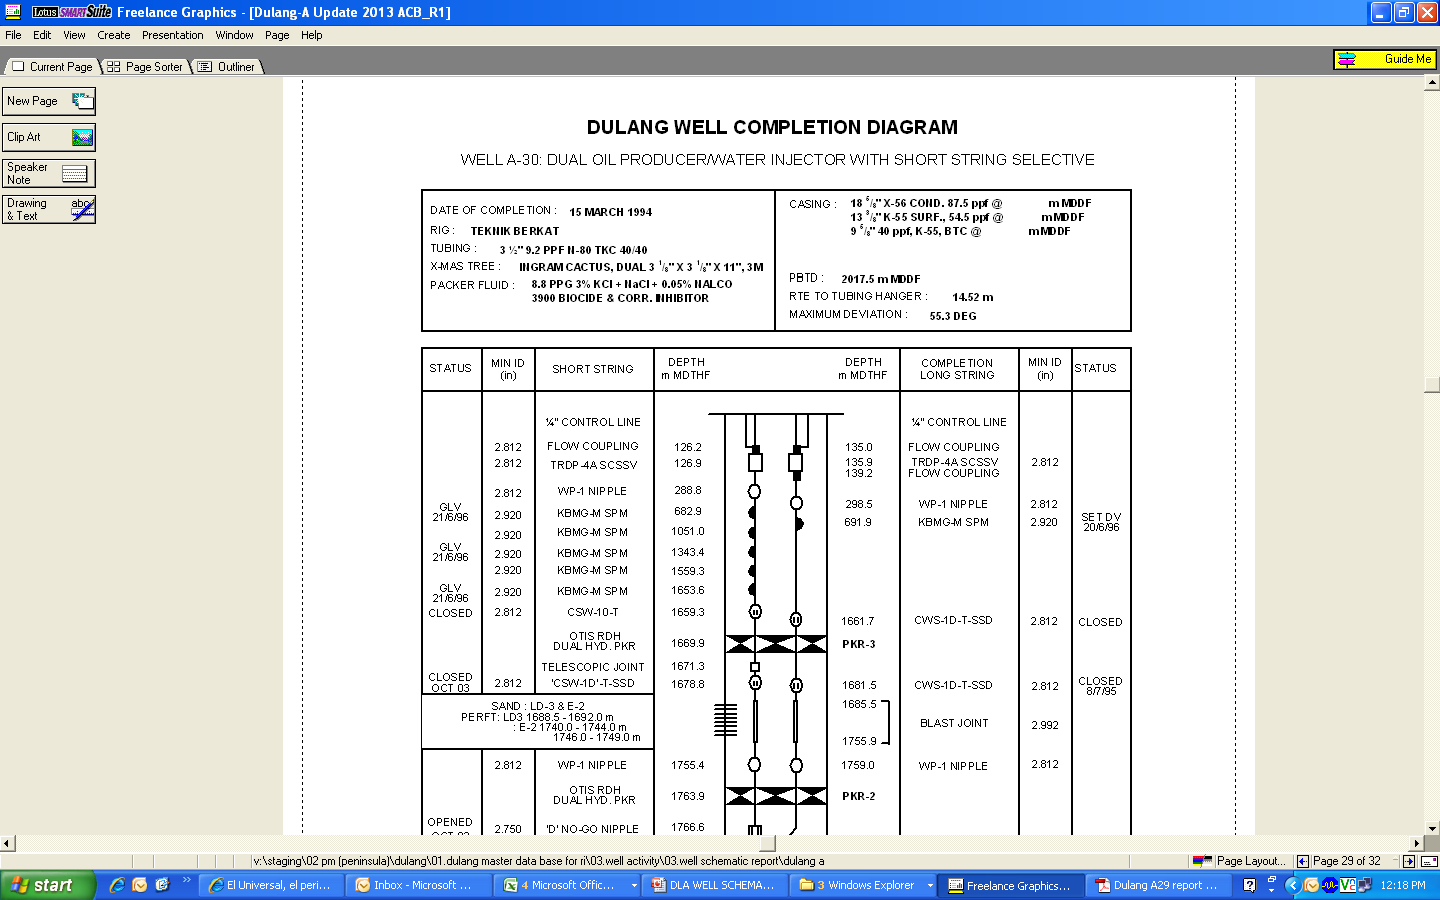 Lotus SMARTSuite Freelance Graphics - [Dulang-A Update 2013 ACB_R1]
File Edit View Create Presentation Window Page Help
Current Page Page Sorter Outliner Guide Me
New Page
Clip Art
Speaker Note
Drawing & Text abc
DULANG WELL COMPLETION DIAGRAM
WELL A-30: DUAL OIL PRODUCER/WATER INJECTOR WITH SHORT STRING SELECTIVE
DATE OF COMPLETION : 15 MARCH 1994
RIG : TEKNIK BERKAT
TUBING : 3 ½" 9.2 PPF N-80 TKC 40/40
X-MAS TREE : INGRAM CACTUS, DUAL 3 1/8" X 3 1/8" X 11", 3M
PACKER FLUID : 8.8 PPG 3% KCl + NaCl + 0.05% NALCO
3900 BIOCIDE & CORR. INHIBITOR
CASING : 18 5/8" X-56 COND. 87.5 ppf @ m MDDF
13 3/8" K-55 SURF., 54.5 ppf @ m MDDF
9 5/8" 40 ppf, K-55, BTC @ m MDDF
PBTD : 2017.5 m MDDF
RTE TO TUBING HANGER : 14.52 m
MAXIMUM DEVIATION : 55.3 DEG
STATUS MIN ID (in) SHORT STRING DEPTH m MDTHF DEPTH m MDTHF COMPLETION LONG STRING MIN ID (in) STATUS
¼" CONTROL LINE ¼" CONTROL LINE
2.812 FLOW COUPLING 126.2 135.0 FLOW COUPLING
2.812 TRDP-4A SCSSV 126.9 135.9 TRDP-4A SCSSV 2.812
139.2 FLOW COUPLING
2.812 WP-1 NIPPLE 288.8 298.5 WP-1 NIPPLE 2.812
GLV 21/6/96 2.920 KBMG-M SPM 682.9 691.9 KBMG-M SPM 2.920 SET DV 20/6/96
2.920 KBMG-M SPM 1051.0
GLV 21/6/96 2.920 KBMG-M SPM 1343.4
2.920 KBMG-M SPM 1559.3
GLV 21/6/96 2.920 KBMG-M SPM 1653.6
CLOSED 2.812 CSW-10-T 1659.3 1661.7 CWS-1D-T-SSD 2.812 CLOSED
OTIS RDH DUAL HYD. PKR 1669.9 PKR-3
TELESCOPIC JOINT 1671.3
CLOSED OCT 03 2.812 'CSW-1D'-T-SSD 1678.8 1681.5 CWS-1D-T-SSD 2.812 CLOSED 8/7/95
SAND : LD-3 & E-2
PERFT: LD3 1688.5 - 1692.0 m
: E-2 1740.0 - 1744.0 m
1746.0 - 1749.0 m
1685.5
BLAST JOINT 2.992
1755.9
2.812 WP-1 NIPPLE 1755.4 1759.0 WP-1 NIPPLE 2.812
OTIS RDH DUAL HYD. PKR 1763.9 PKR-2
OPENED OCT 03 2.750 'D' NO-GO NIPPLE 1766.6
v:\staging\02 pm (peninsula)\dulang\01.dulang master data base for ri\03.well activity\03.well schematic report\dulang a Page Layout... Page 29 of 32
start El Universal, el peri... Inbox - Microsoft ... 4 Microsoft Offic... DLA WELL SCHEMA... 3 Windows Explorer Freelance Graphics... Dulang A29 report ... 12:18 PM